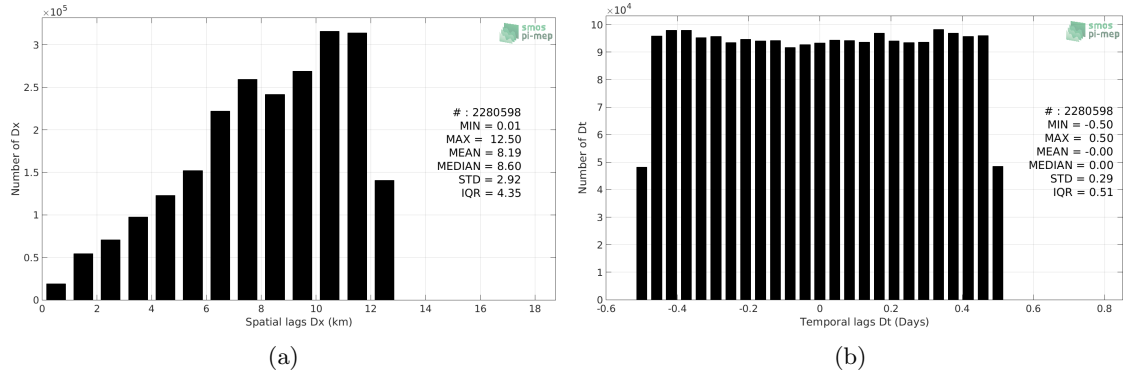 ×10^5
smos
pi-mep
3
2.5
2
1.5
1
0.5
0
Number of Dx
# : 2280598
MIN = 0.01
MAX = 12.50
MEAN = 8.19
MEDIAN = 8.60
STD = 2.92
IQR = 4.35
0 2 4 6 8 10 12 14 16 18
Spatial lags Dx (km)
(a)
×10^4
smos
pi-mep
10
9
8
7
6
5
4
3
2
1
0
Number of Dt
# : 2280598
MIN = -0.50
MAX = 0.50
MEAN = -0.00
MEDIAN = 0.00
STD = 0.29
IQR = 0.51
-0.6 -0.4 -0.2 0 0.2 0.4 0.6 0.8
Temporal lags Dt (Days)
(b)